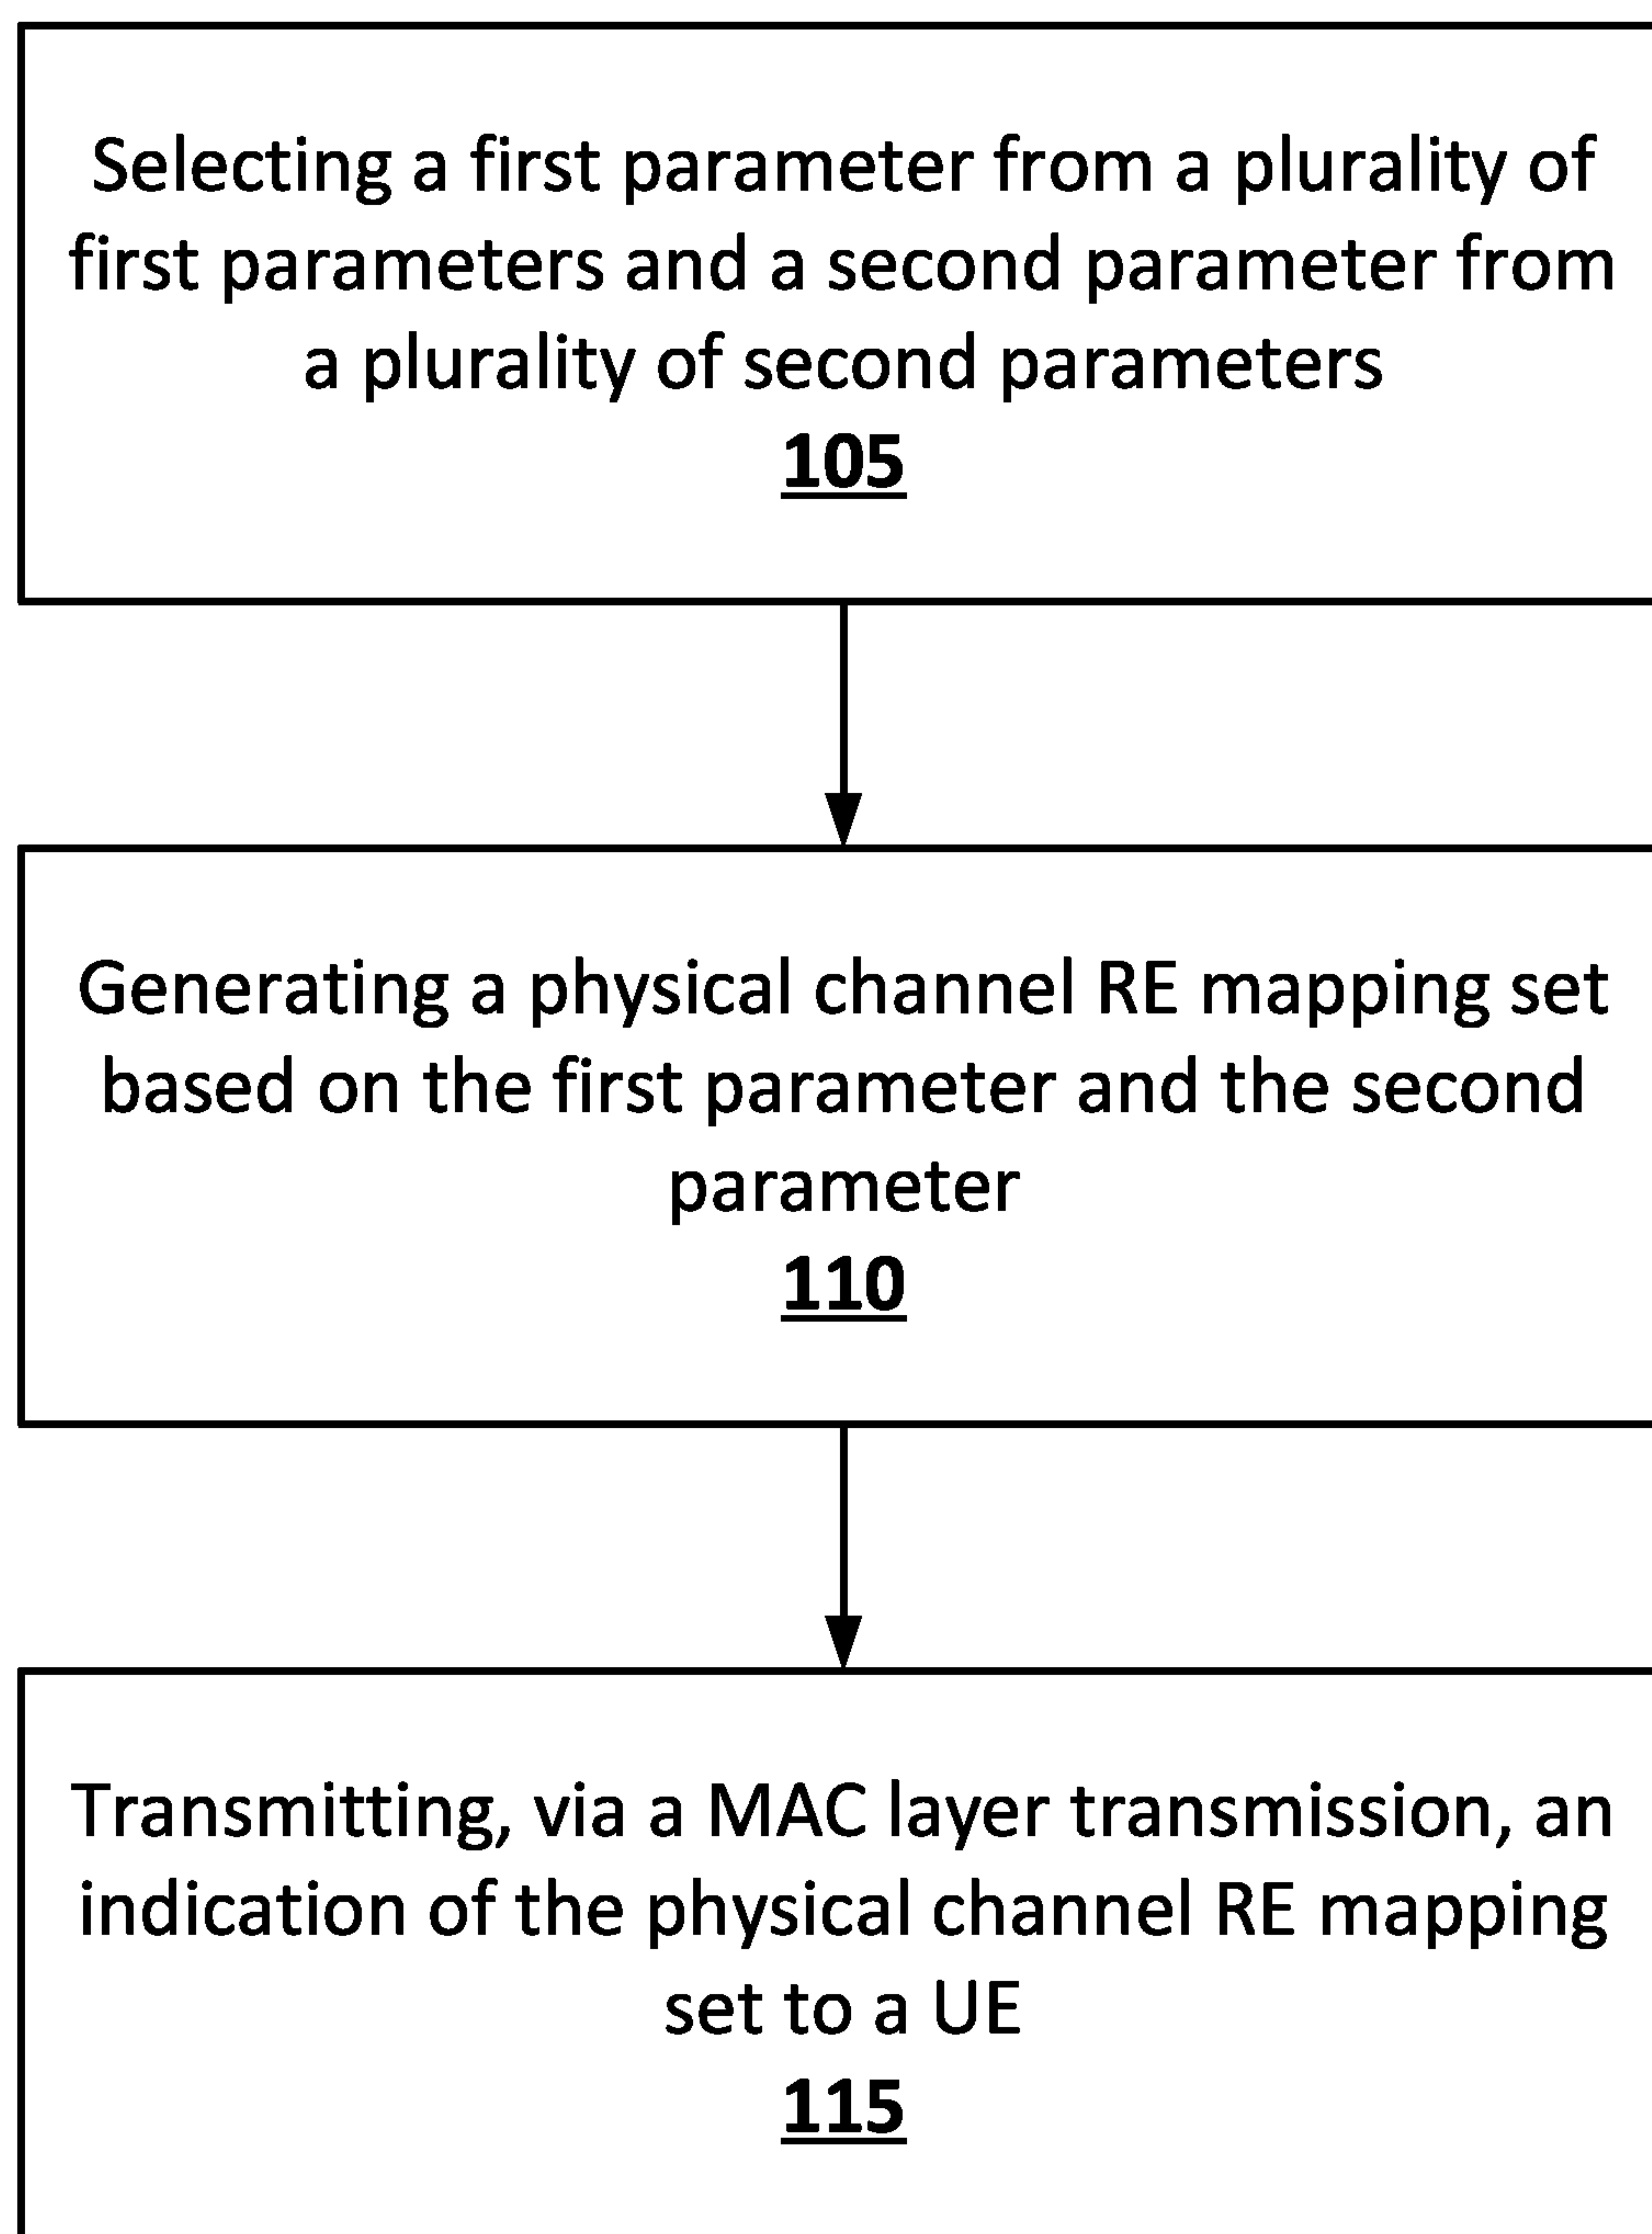 Selecting a first parameter from a plurality of
first parameters and a second parameter from
a plurality of second parameters
105
Generating a physical channel RE mapping set
based on the first parameter and the second
parameter
110
Transmitting, via a MAC layer transmission, an
indication of the physical channel RE mapping
set to a UE
115